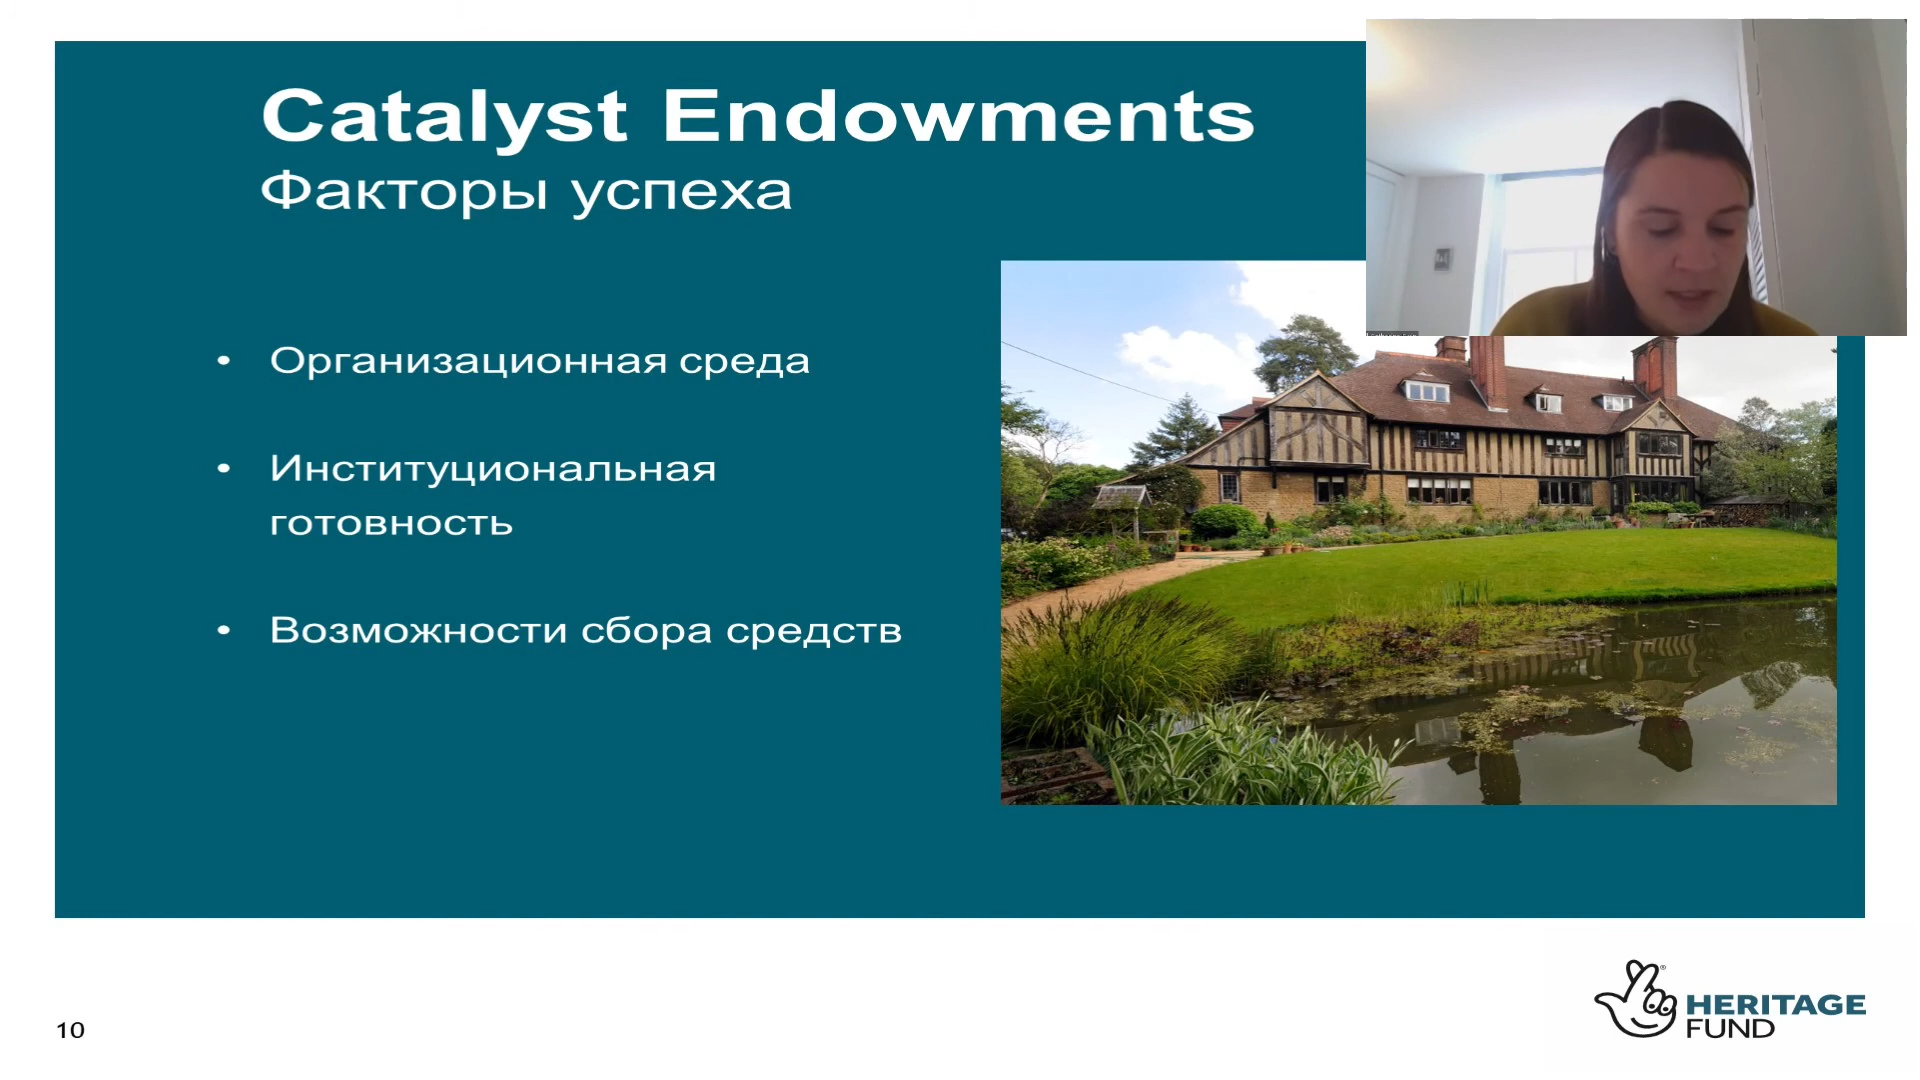 Catalyst Endowments
Факторы успеха
• Организационная среда
• Институциональная
готовность
• Возможности сбора средств
HERITAGE
FUND
10